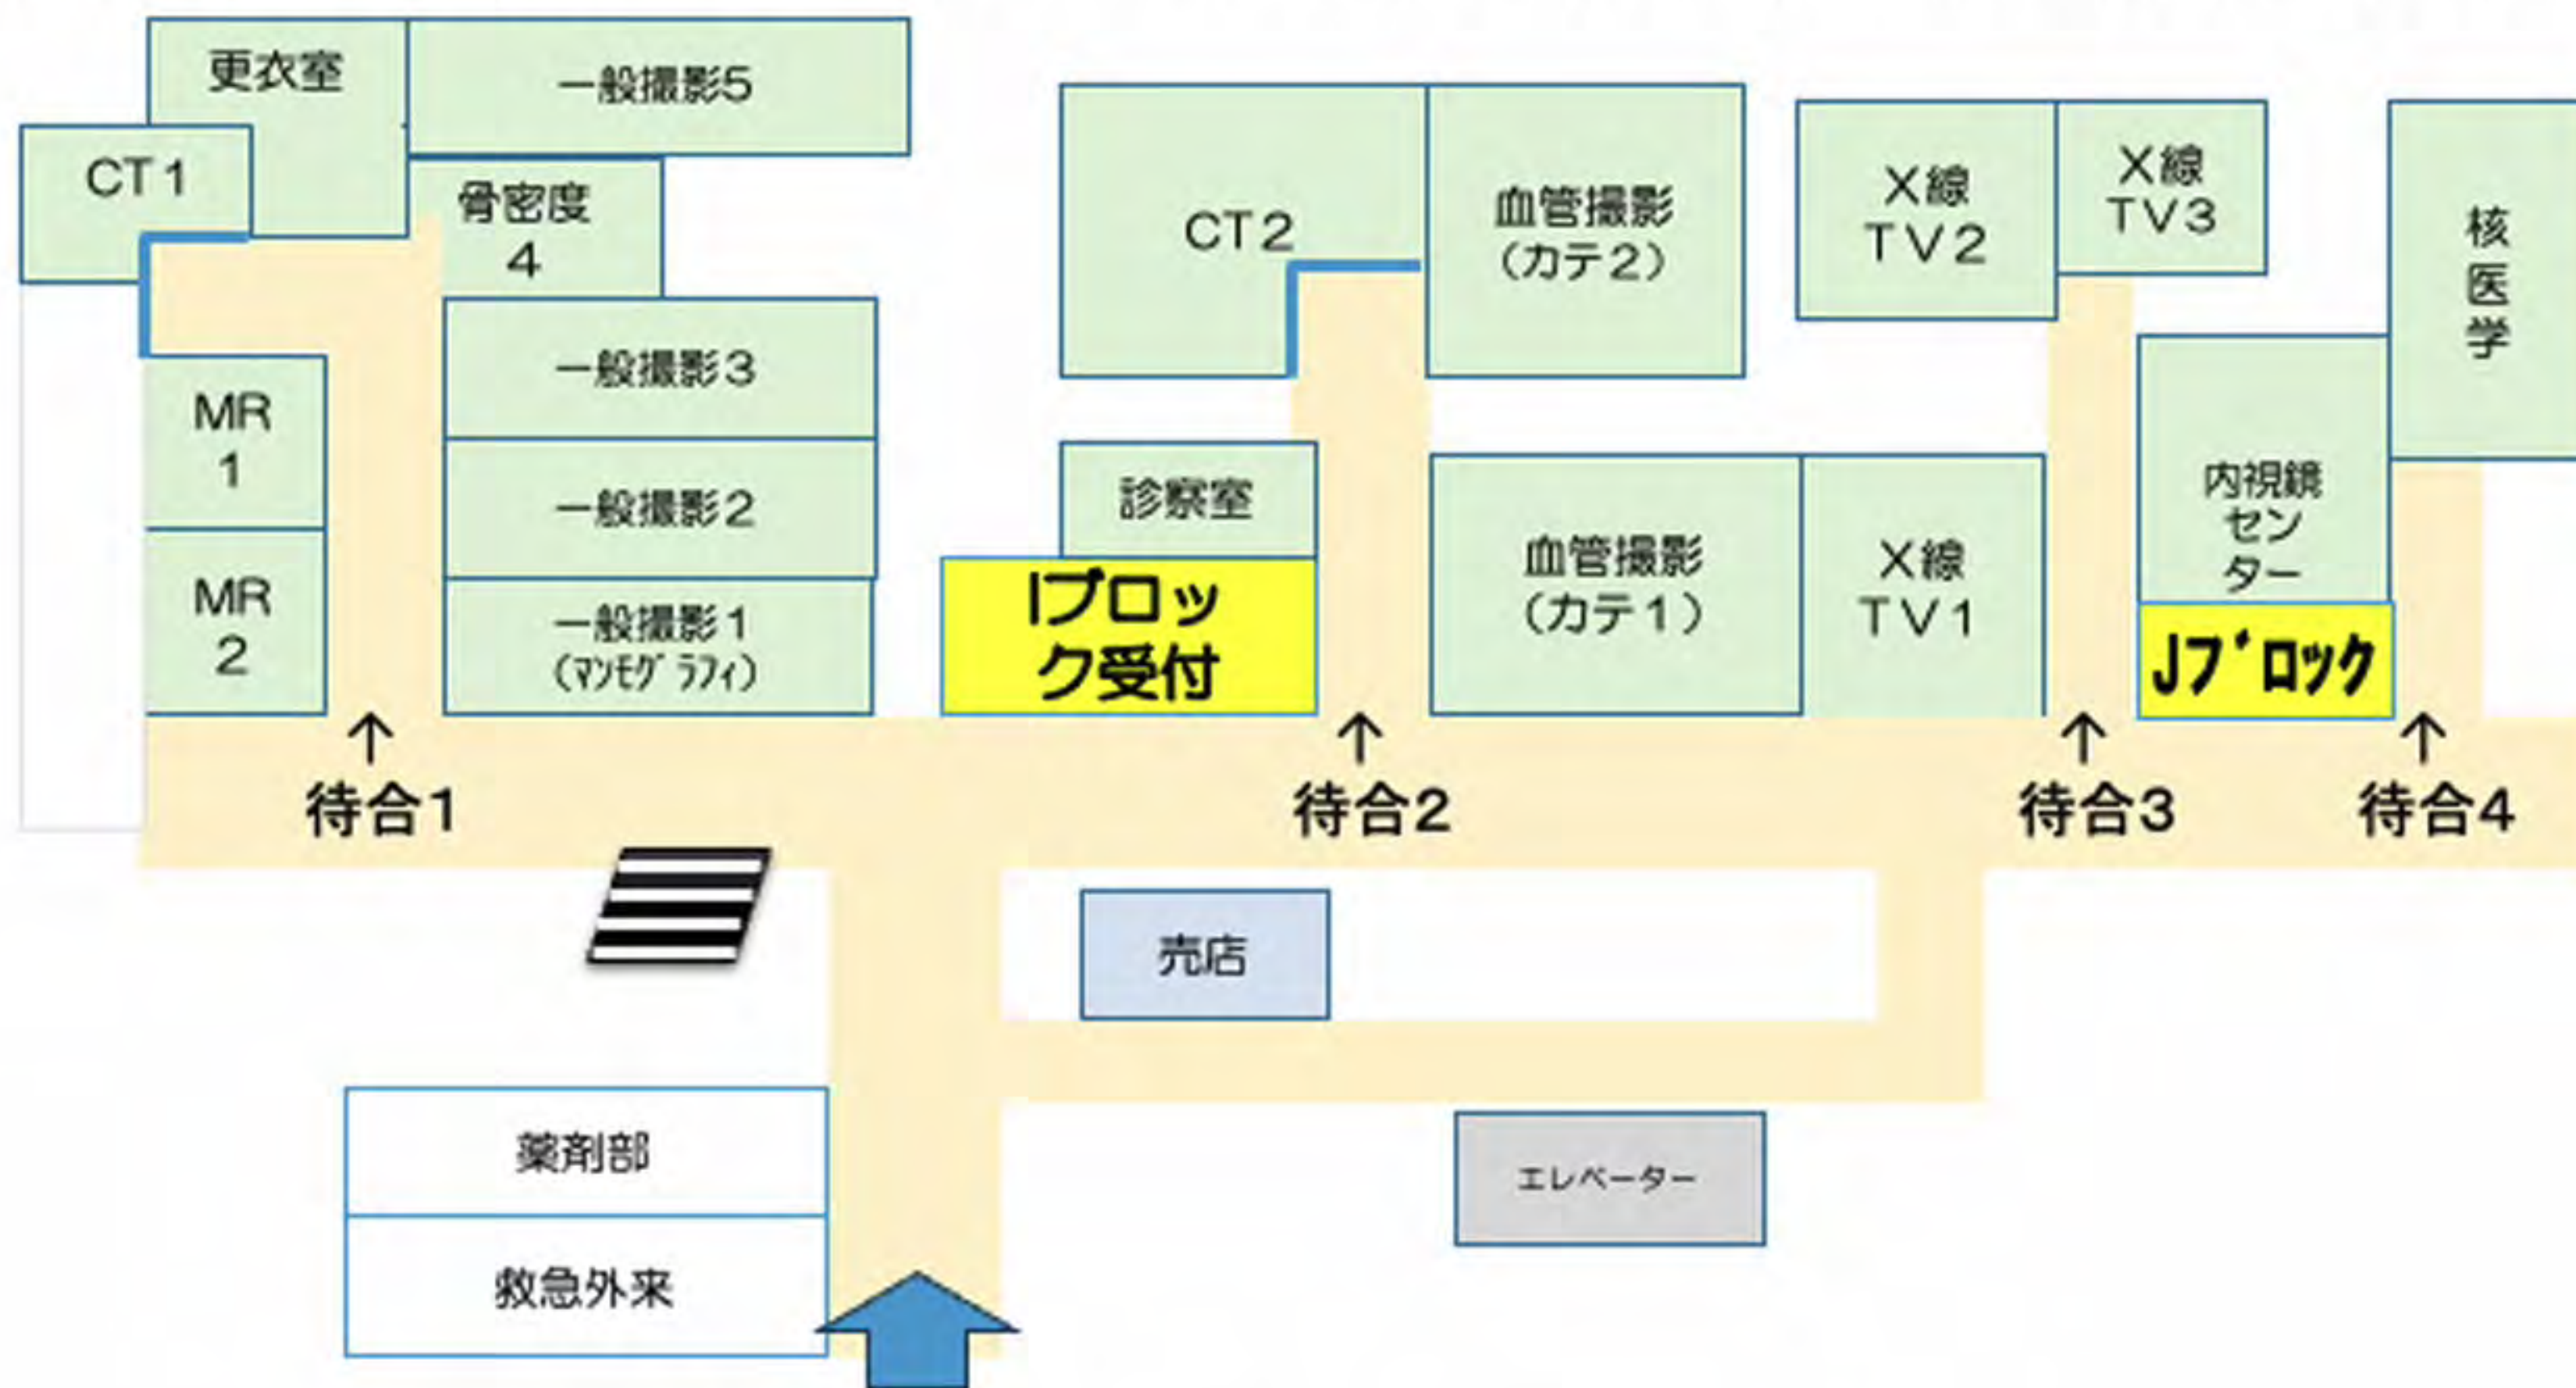 更衣室
一般撮影5
CT1
骨密度
4
一般撮影3
MR
1
一般撮影2
MR
2
一般撮影1
(ﾏﾝﾓｸﾞﾗﾌｨ)
CT2
血管撮影
(カテ2)
診察室
Iブロッ
ク受付
血管撮影
(カテ1)
X線
TV1
X線
TV2
X線
TV3
核
医
学
内視鏡
セン
ター
Jブロック
↑
待合1
↑
待合2
↑
待合3
↑
待合4
売店
薬剤部
救急外来
エレベーター